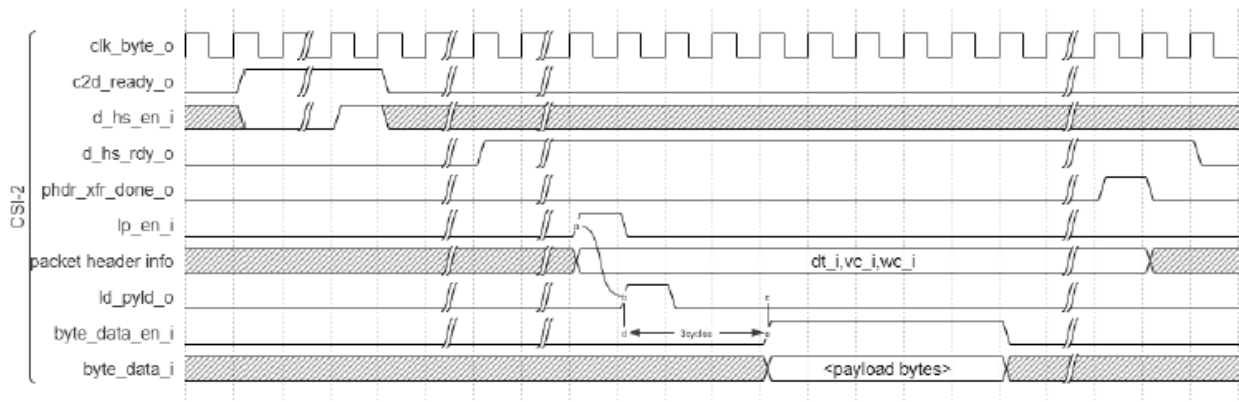 CSI-2
clk_byte_o
c2d_ready_o
d_hs_en_i
d_hs_rdy_o
phdr_xfr_done_o
lp_en_i
packet header info
dt_i,vc_i,wc_i
ld_pyld_o
byte_data_en_i
3cycles
byte_data_i
<payload bytes>